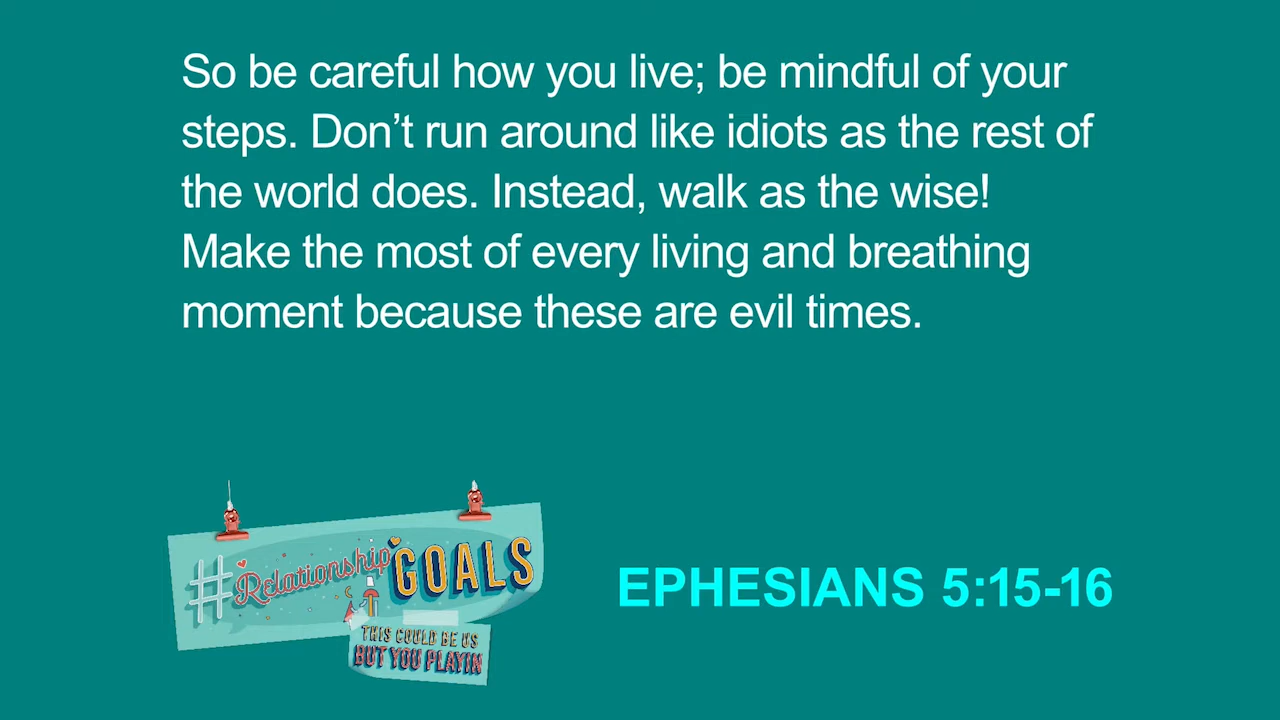 So be careful how you live; be mindful of your
steps. Don’t run around like idiots as the rest of
the world does. Instead, walk as the wise!
Make the most of every living and breathing
moment because these are evil times.
#Relationship GOALS
THIS COULD BE US
BUT YOU PLAYIN
EPHESIANS 5:15-16